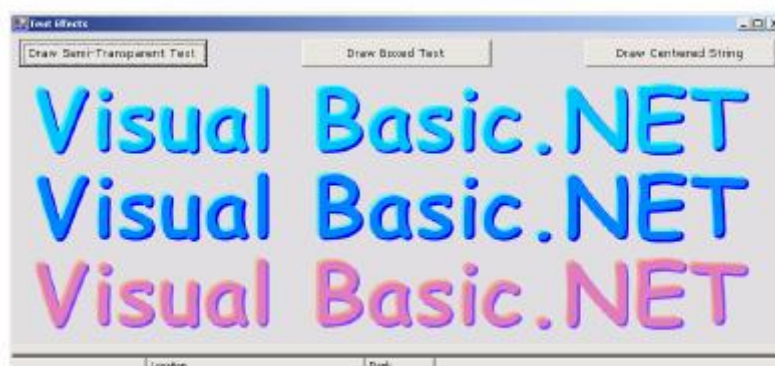 Text Effects
Draw Semi-Transparent Text Draw Boxed Text Draw Centered String
Visual Basic.NET
Visual Basic.NET
Visual Basic.NET
Location